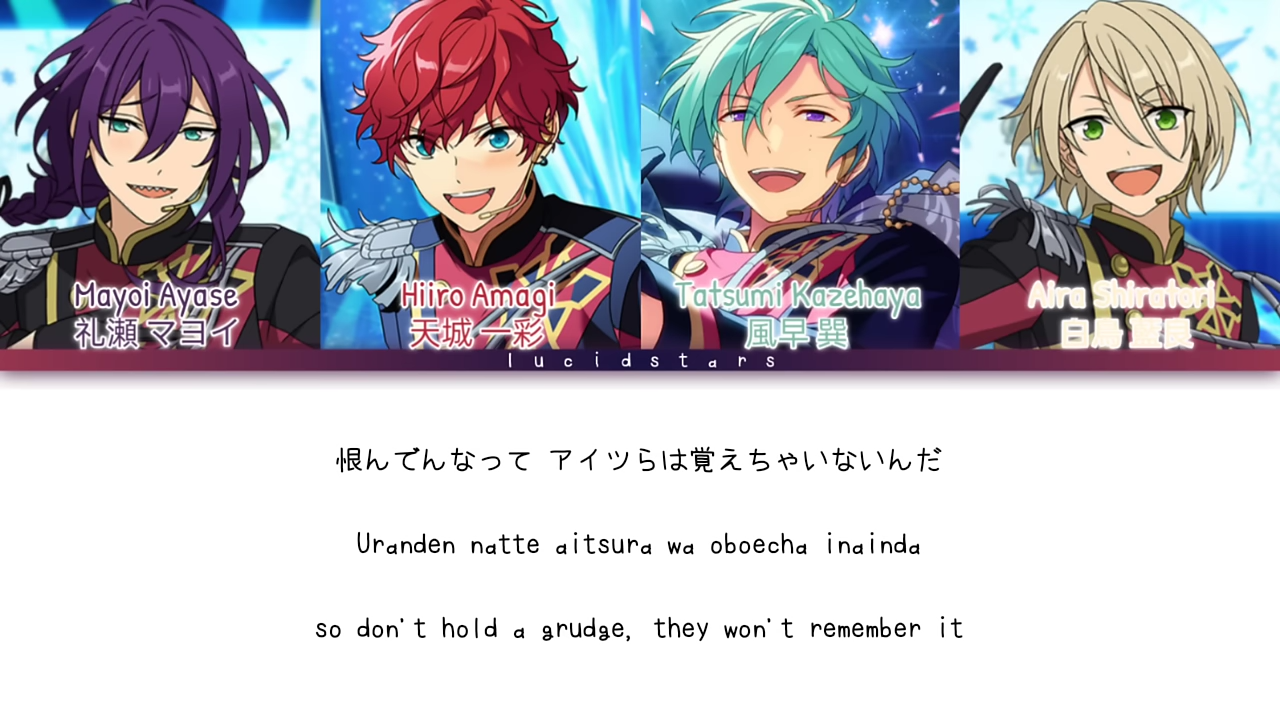 Mayoi Ayase
礼瀬 マヨイ
Hiiro Amagi
天城 一彩
Tatsumi Kazehaya
風早 巽
Aira Shiratori
白鳥 藍良
lucidstars
恨んでんなって アイツらは覚えちゃいないんだ
Uranden natte aitsura wa oboecha inainda
so don't hold a grudge, they won't remember it